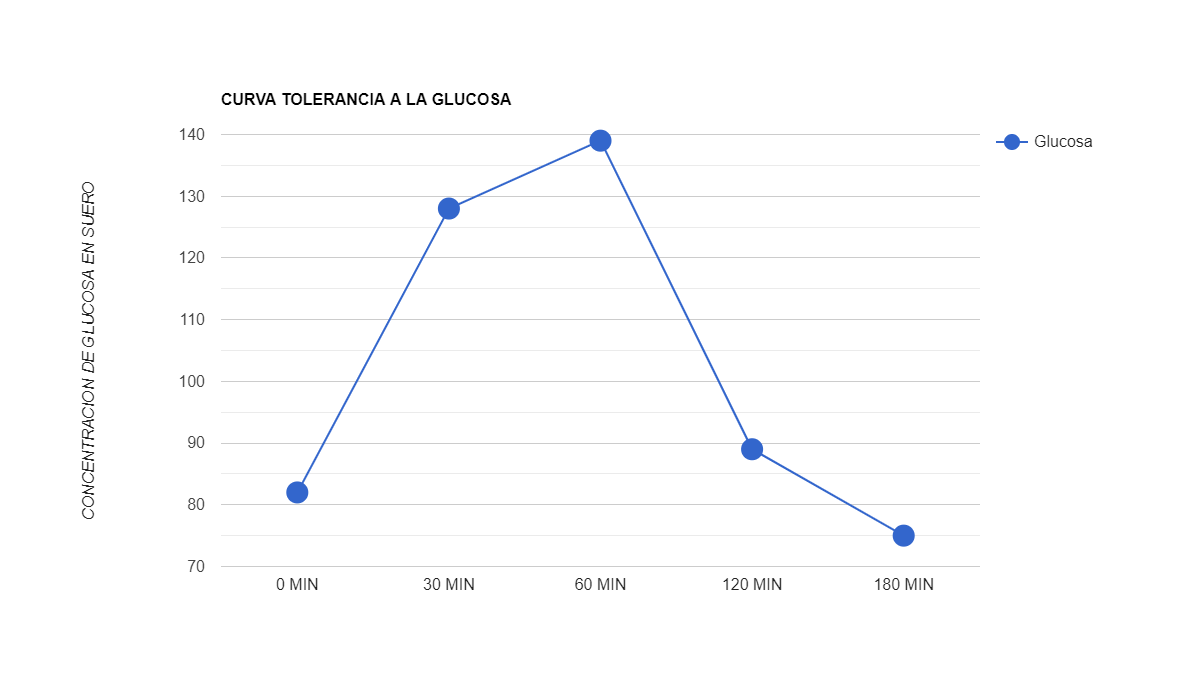 CURVA TOLERANCIA A LA GLUCOSA
Glucosa
CONCENTRACION DE GLUCOSA EN SUERO
140
130
120
110
100
90
80
70
0 MIN
30 MIN
60 MIN
120 MIN
180 MIN